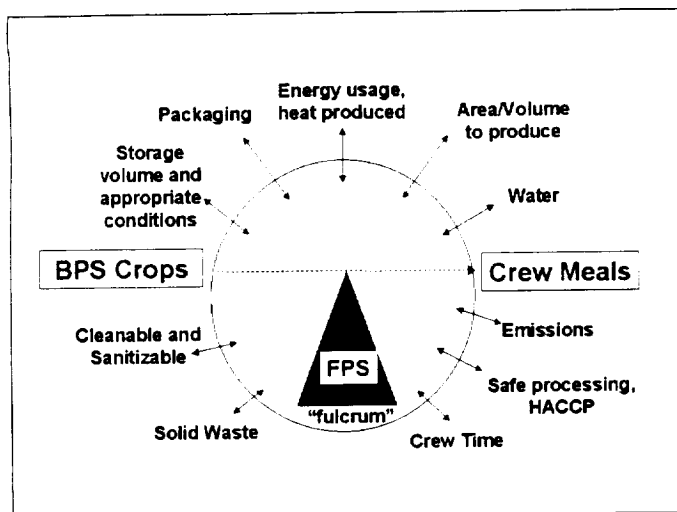 Energy usage,
heat produced
Packaging
Area/Volume
to produce
Storage
volume and
appropriate
conditions
Water
BPS Crops
Crew Meals
Cleanable and
Sanitizable
Emissions
FPS
Safe processing,
HACCP
"fulcrum"
Solid Waste
Crew Time